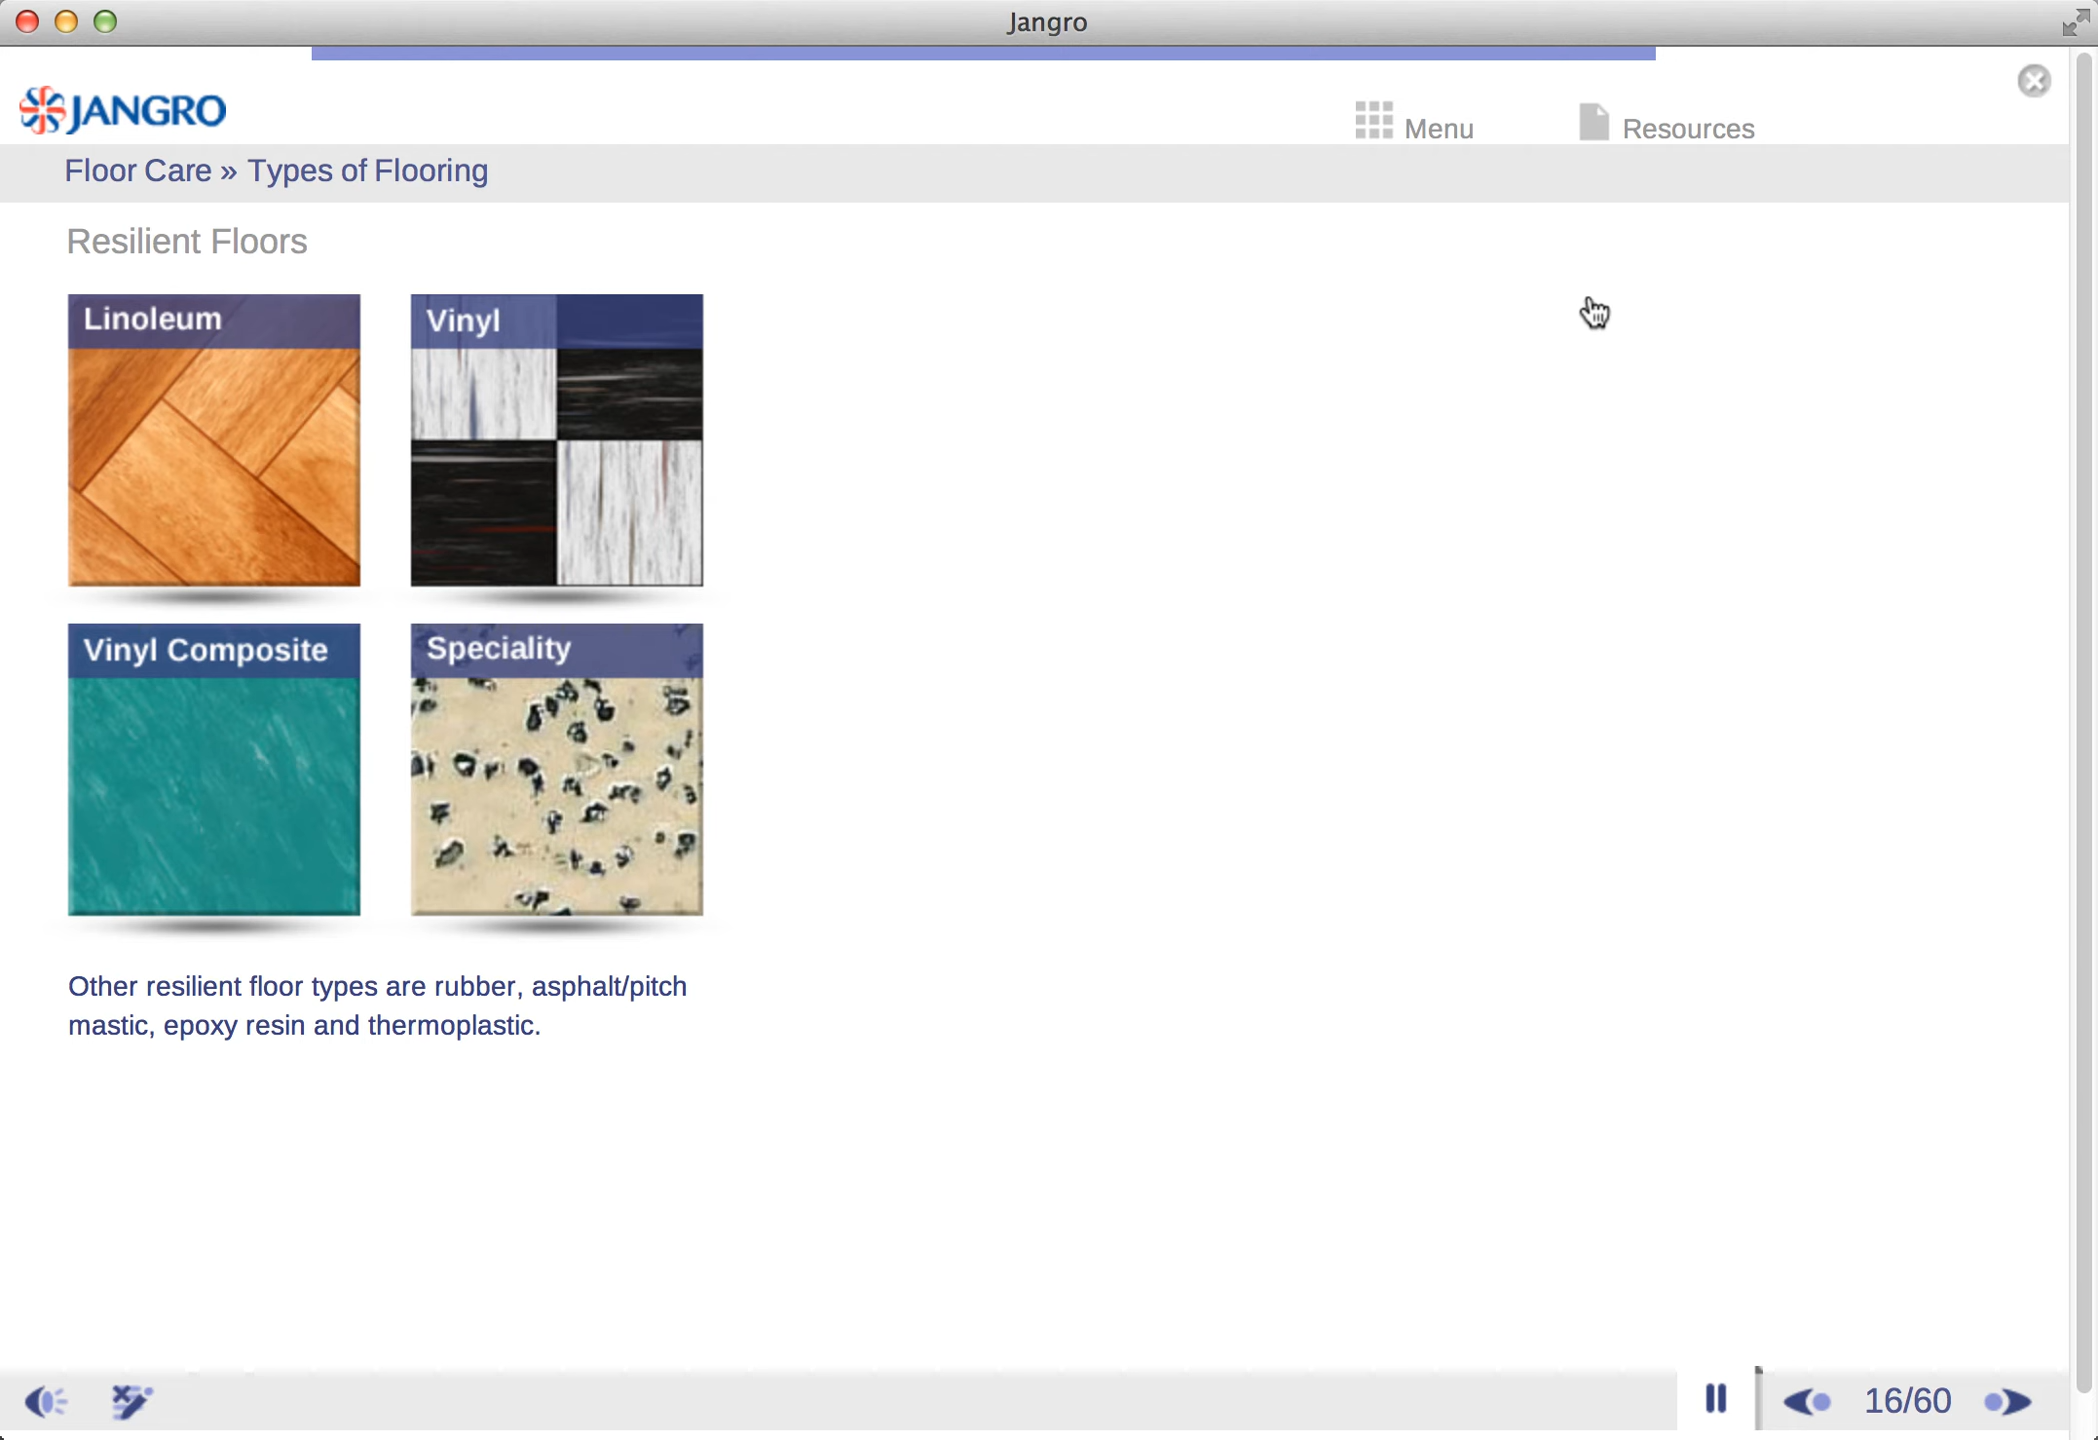 Jangro
JANGRO
Menu
Resources
Floor Care » Types of Flooring
Resilient Floors
Linoleum
Vinyl
Vinyl Composite
Speciality
Other resilient floor types are rubber, asphalt/pitch
mastic, epoxy resin and thermoplastic.
16/60